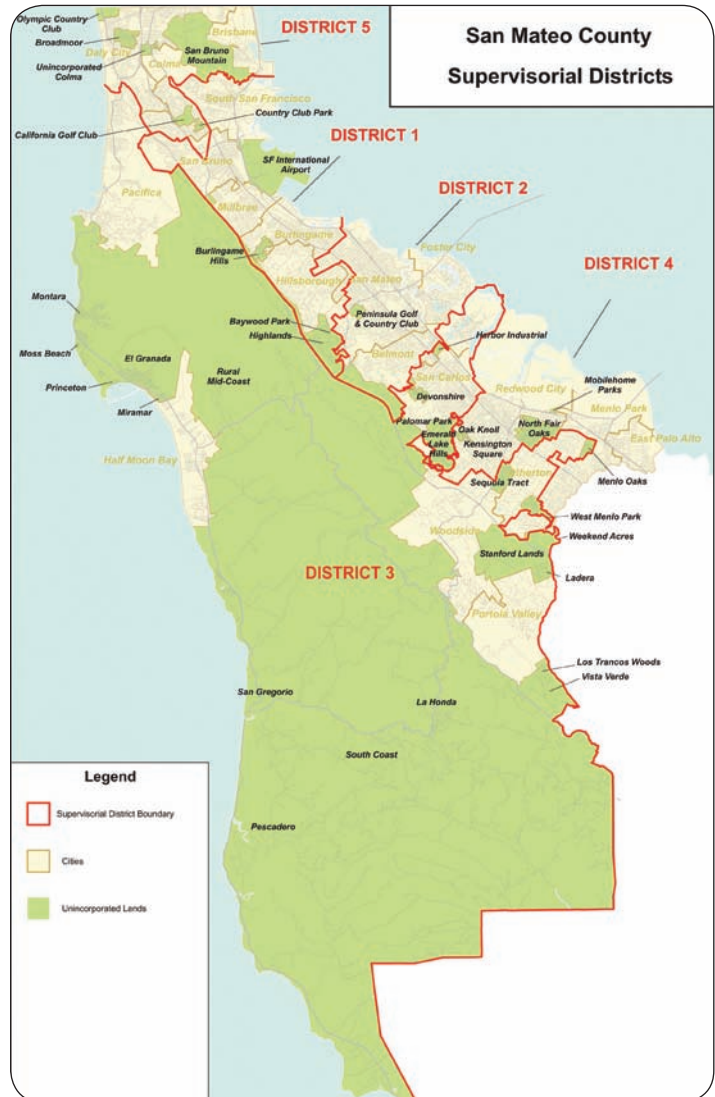 San Mateo County
Supervisorial Districts
DISTRICT 5
Olympic Country
Club
Broadmoor
Daly City
Unincorporated
Colma
Colma
Brisbane
San Bruno
Mountain
South San Francisco
Country Club Park
California Golf Club
DISTRICT 1
San Bruno
SF International
Airport
Pacifica
Millbrae
DISTRICT 2
Burlingame
Burlingame
Hills
Hillsborough
San Mateo
Foster City
DISTRICT 4
Montara
Baywood Park
Highlands
Peninsula Golf
& Country Club
Harbor Industrial
Moss Beach
El Granada
Belmont
Rural
Mid-Coast
San Carlos
Redwood City
Mobilehome
Parks
Princeton
Miramar
Devonshire
Menlo Park
Palomar Park
Oak Knoll
North Fair
Oaks
East Palo Alto
Emerald
Lake
Hills
Kensington
Square
Half Moon Bay
Sequoia Tract
Atherton
Menlo Oaks
West Menlo Park
Woodside
Weekend Acres
Stanford Lands
DISTRICT 3
Ladera
Portola Valley
Los Trancos Woods
Vista Verde
San Gregorio
La Honda
South Coast
Pescadero
Legend
Supervisorial District Boundary
Cities
Unincorporated Lands